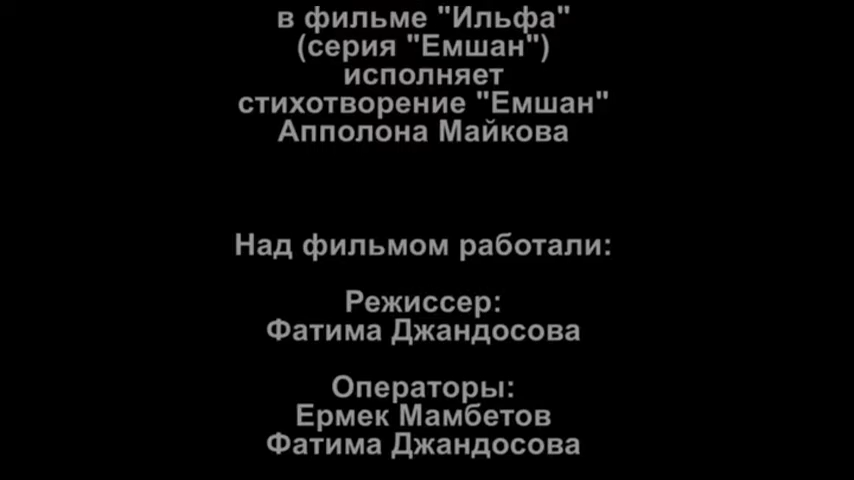 в фильме "Ильфа"
(серия "Емшан")
исполняет
стихотворение "Емшан"
Апполона Майкова
Над фильмом работали:
Режиссер:
Фатима Джандосова
Операторы:
Ермек Мамбетов
Фатима Джандосова